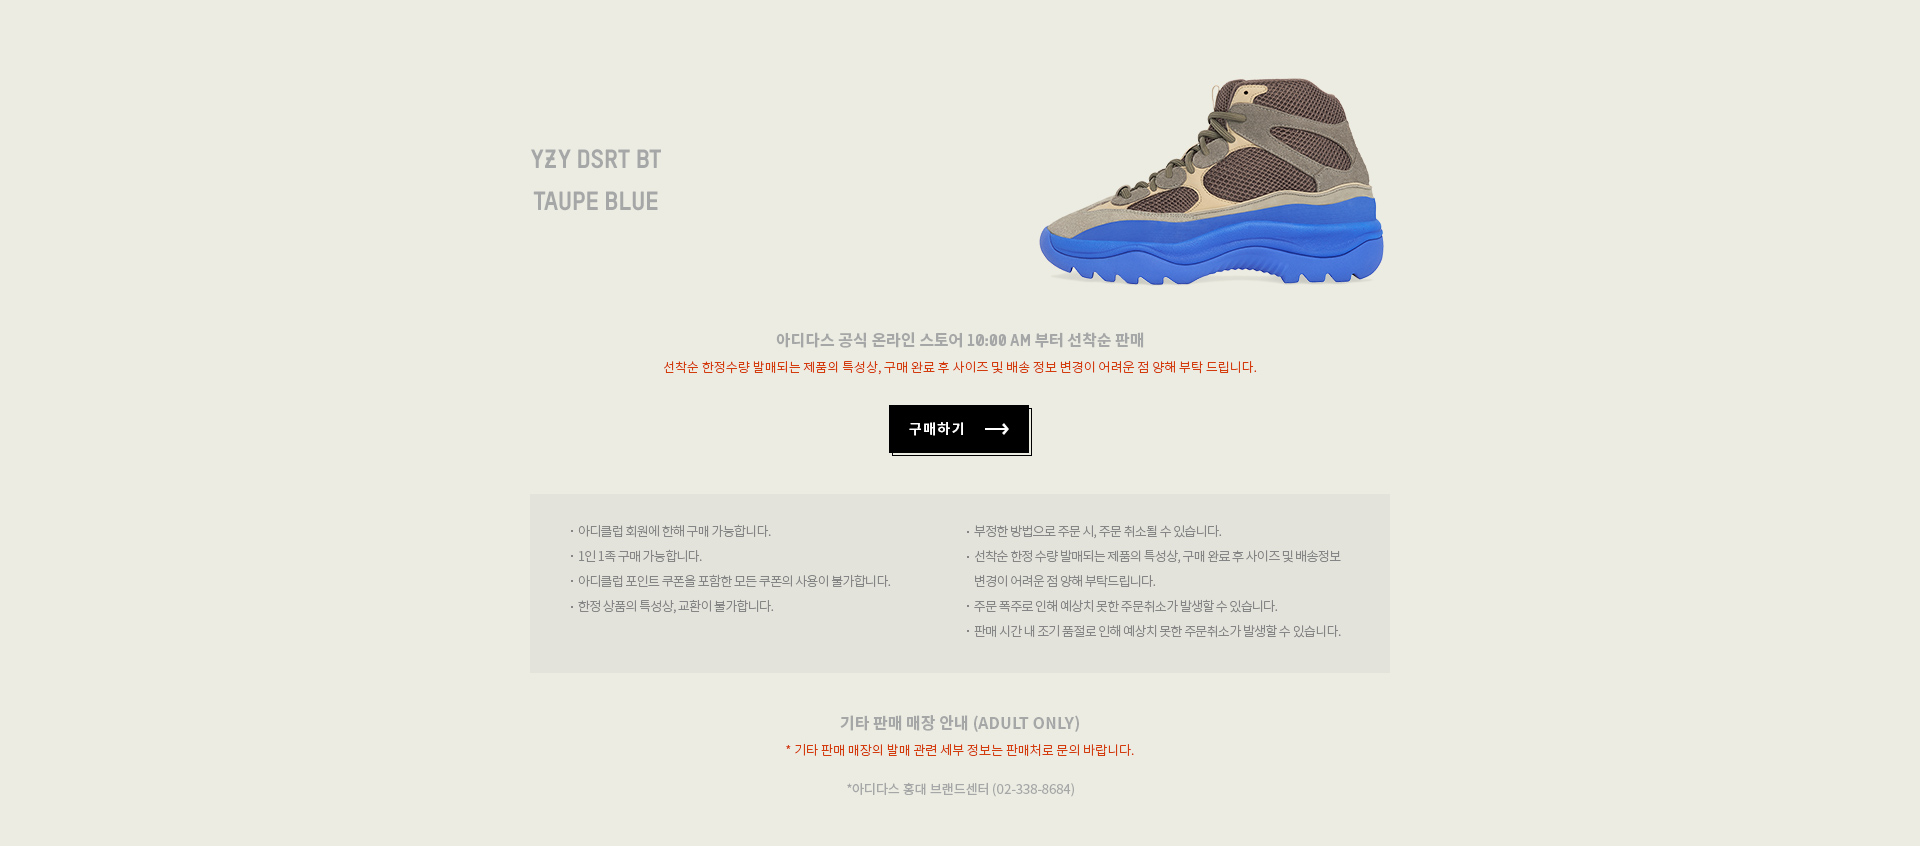 YZY DSRT BT
TAUPE BLUE
아디다스 공식 온라인 스토어 10:00 AM 부터 선착순 판매
선착순 한정수량 발매되는 제품의 특성상, 구매 완료 후 사이즈 및 배송 정보 변경이 어려운 점 양해 부탁 드립니다.
구매하기 →
· 아디클럽 회원에 한해 구매 가능합니다.
· 1인 1족 구매 가능합니다.
· 아디클럽 포인트 쿠폰을 포함한 모든 쿠폰의 사용이 불가합니다.
· 한정 상품의 특성상, 교환이 불가합니다.
· 부정한 방법으로 주문 시, 주문 취소될 수 있습니다.
· 선착순 한정 수량 발매되는 제품의 특성상, 구매 완료 후 사이즈 및 배송정보
변경이 어려운 점 양해 부탁드립니다.
· 주문 폭주로 인해 예상치 못한 주문취소가 발생할 수 있습니다.
· 판매 시간 내 조기 품절로 인해 예상치 못한 주문취소가 발생할 수 있습니다.
기타 판매 매장 안내 (ADULT ONLY)
* 기타 판매 매장의 발매 관련 세부 정보는 판매처로 문의 바랍니다.
*아디다스 홍대 브랜드센터 (02-338-8684)